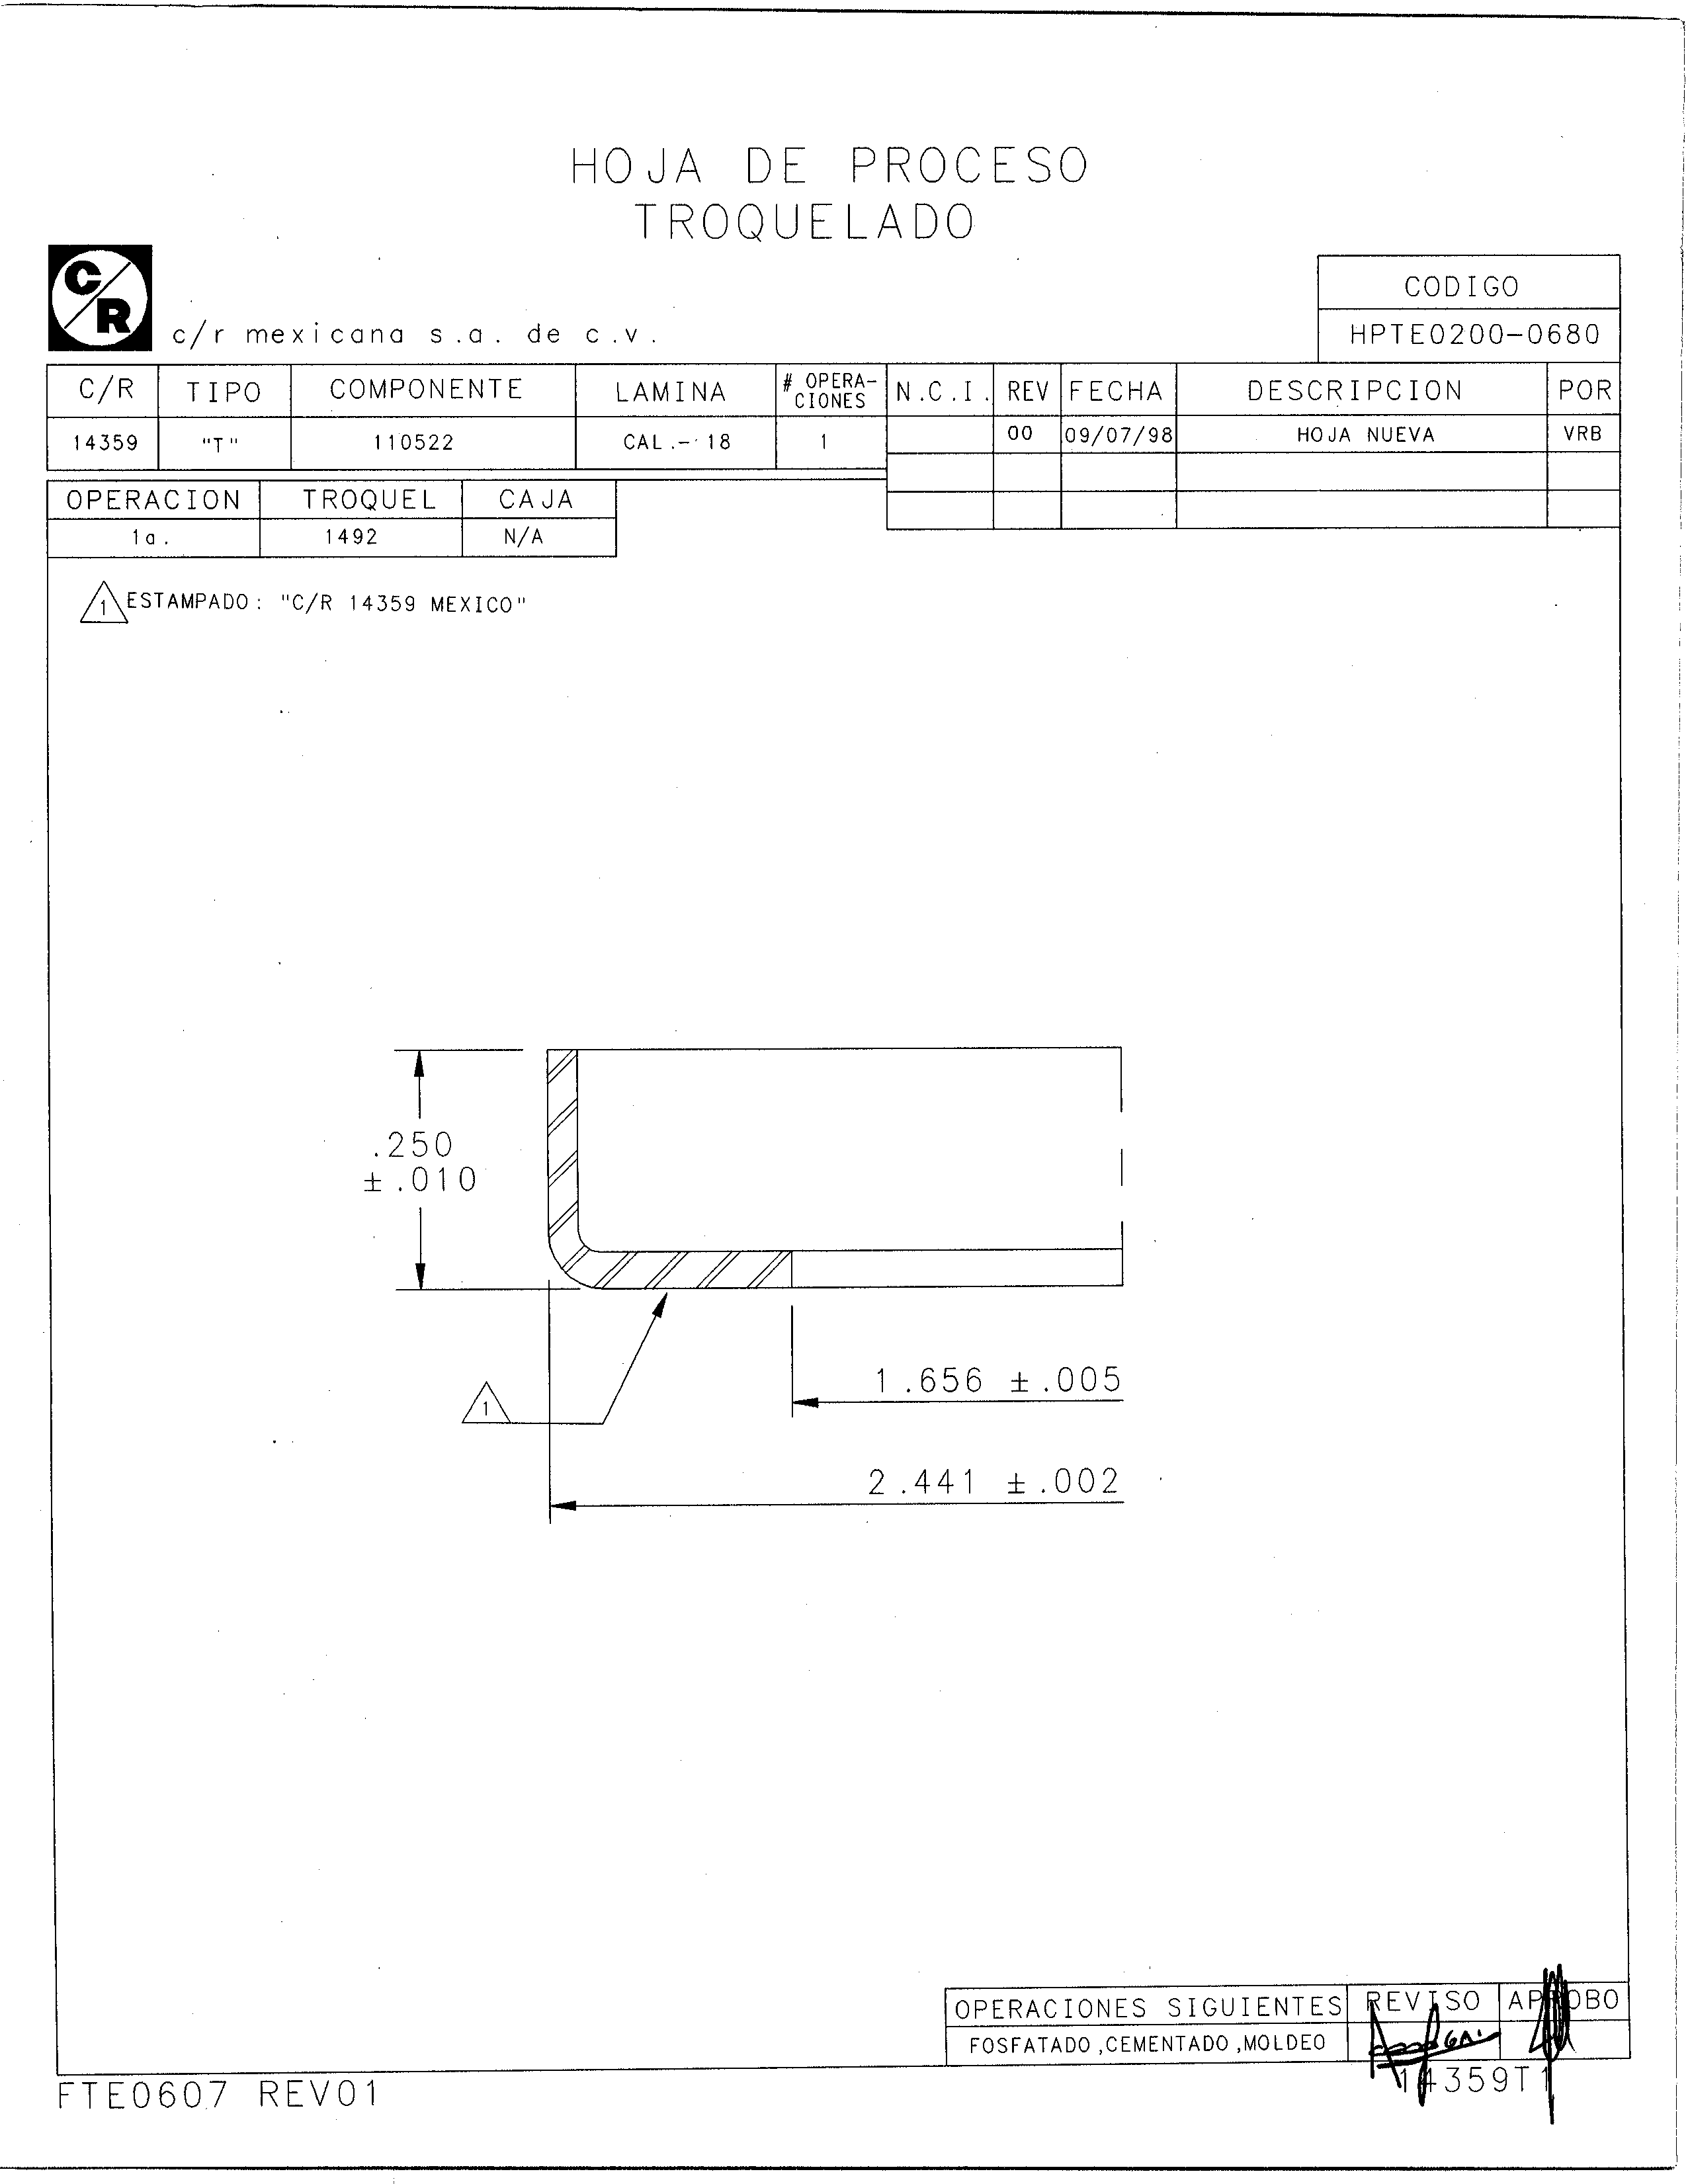 HOJA DE PROCESO
TROQUELADO
C/R
c/r mexicana s.a. de c.v.
CODIGO
HPTE0200-0680
C/R TIPO COMPONENTE LAMINA # OPERA-CIONES N.C.I. REV FECHA DESCRIPCION POR
14359 "T" 110522 CAL.- 18 1 00 09/07/98 HOJA NUEVA VRB
OPERACION TROQUEL CAJA
1a. 1492 N/A
1 ESTAMPADO: "C/R 14359 MEXICO"
.250
±.010
1.656 ±.005
1
2.441 ±.002
OPERACIONES SIGUIENTES REVISO APROBO
FOSFATADO,CEMENTADO,MOLDEO
FTE0607 REV01
14359T1